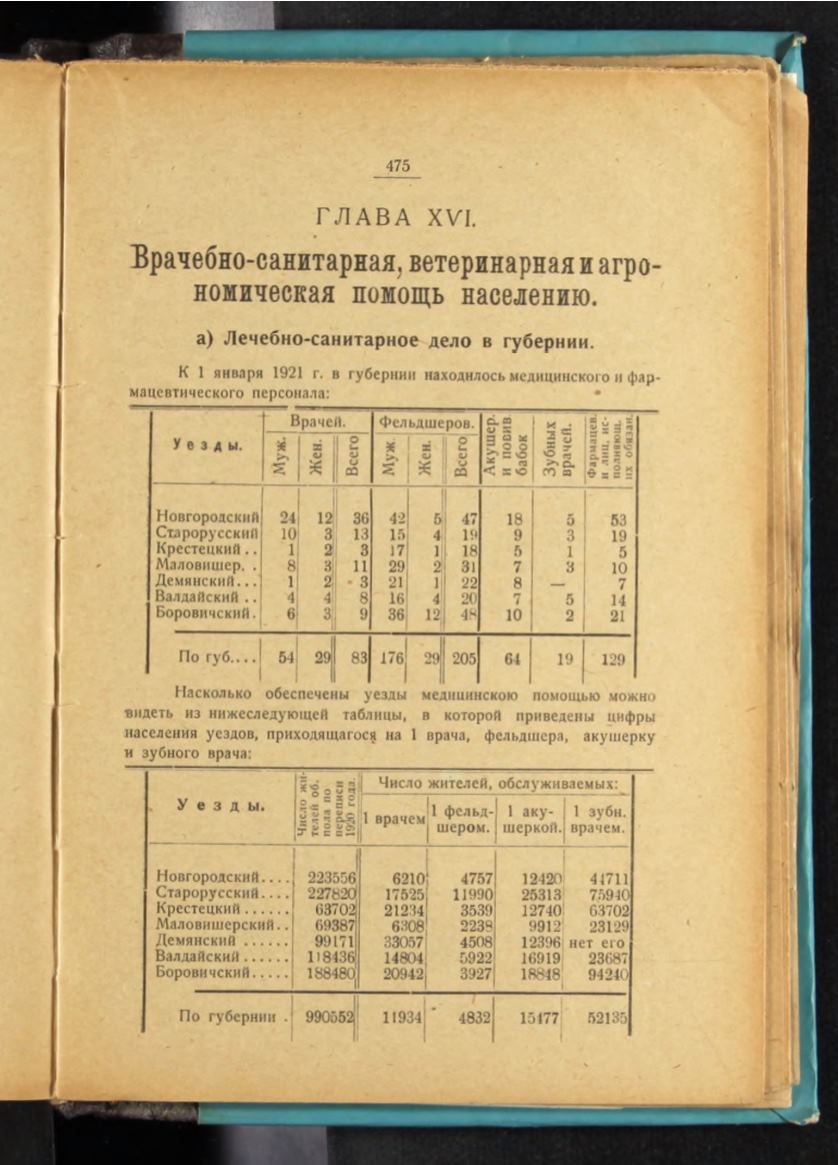 475
ГЛАВА XVI.
Врачебно-санитарная, ветеринарная и агро-
номическая помощь населению.
а) Лечебно-санитарное дело в губернии.
К 1 января 1921 г. в губернии находилось медицинского и фар-
мацевтического персонала:
Уезды. Врачей. Фельдшеров. Акушер. и повив. бабок Зубных врачей. Фармацев. и лиц, ис- полняющ. их обязан.
Муж. Жен. Всего Муж. Жен. Всего
Новгородский 24 12 36 42 5 47 18 5 53
Старорусский 10 3 13 15 4 19 9 3 19
Крестецкий .. 1 2 3 17 1 18 5 1 5
Маловишер. . 8 3 11 29 2 31 7 3 10
Демянский... 1 2 3 21 1 22 8 — 7
Валдайский .. 4 4 8 16 4 20 7 5 14
Боровичский. 6 3 9 36 12 48 10 2 21
По губ.... 54 29 83 176 29 205 64 19 129
Насколько обеспечены уезды медицинскою помощью можно
видеть из нижеследующей таблицы, в которой приведены цифры
населения уездов, приходящагося на 1 врача, фельдшера, акушерку
и зубного врача:
Уезды. Число жи- телей об. пола по переписи 1920 года. Число жителей, обслуживаемых:
1 врачем 1 фельд- шером. 1 аку- шеркой. 1 зубн. врачем.
Новгородский.... 223556 6210 4757 12420 44711
Старорусский.... 227820 17525 11990 25313 75940
Крестецкий...... 63702 21234 3539 12740 63702
Маловишерский.. 69387 6308 2238 9912 23129
Демянский ...... 99171 33057 4508 12396 нет его
Валдайский...... 118436 14804 5922 16919 23687
Боровичский..... 188480 20942 3927 18848 94240
По губернии . 990552 11934 4832 15477 52135